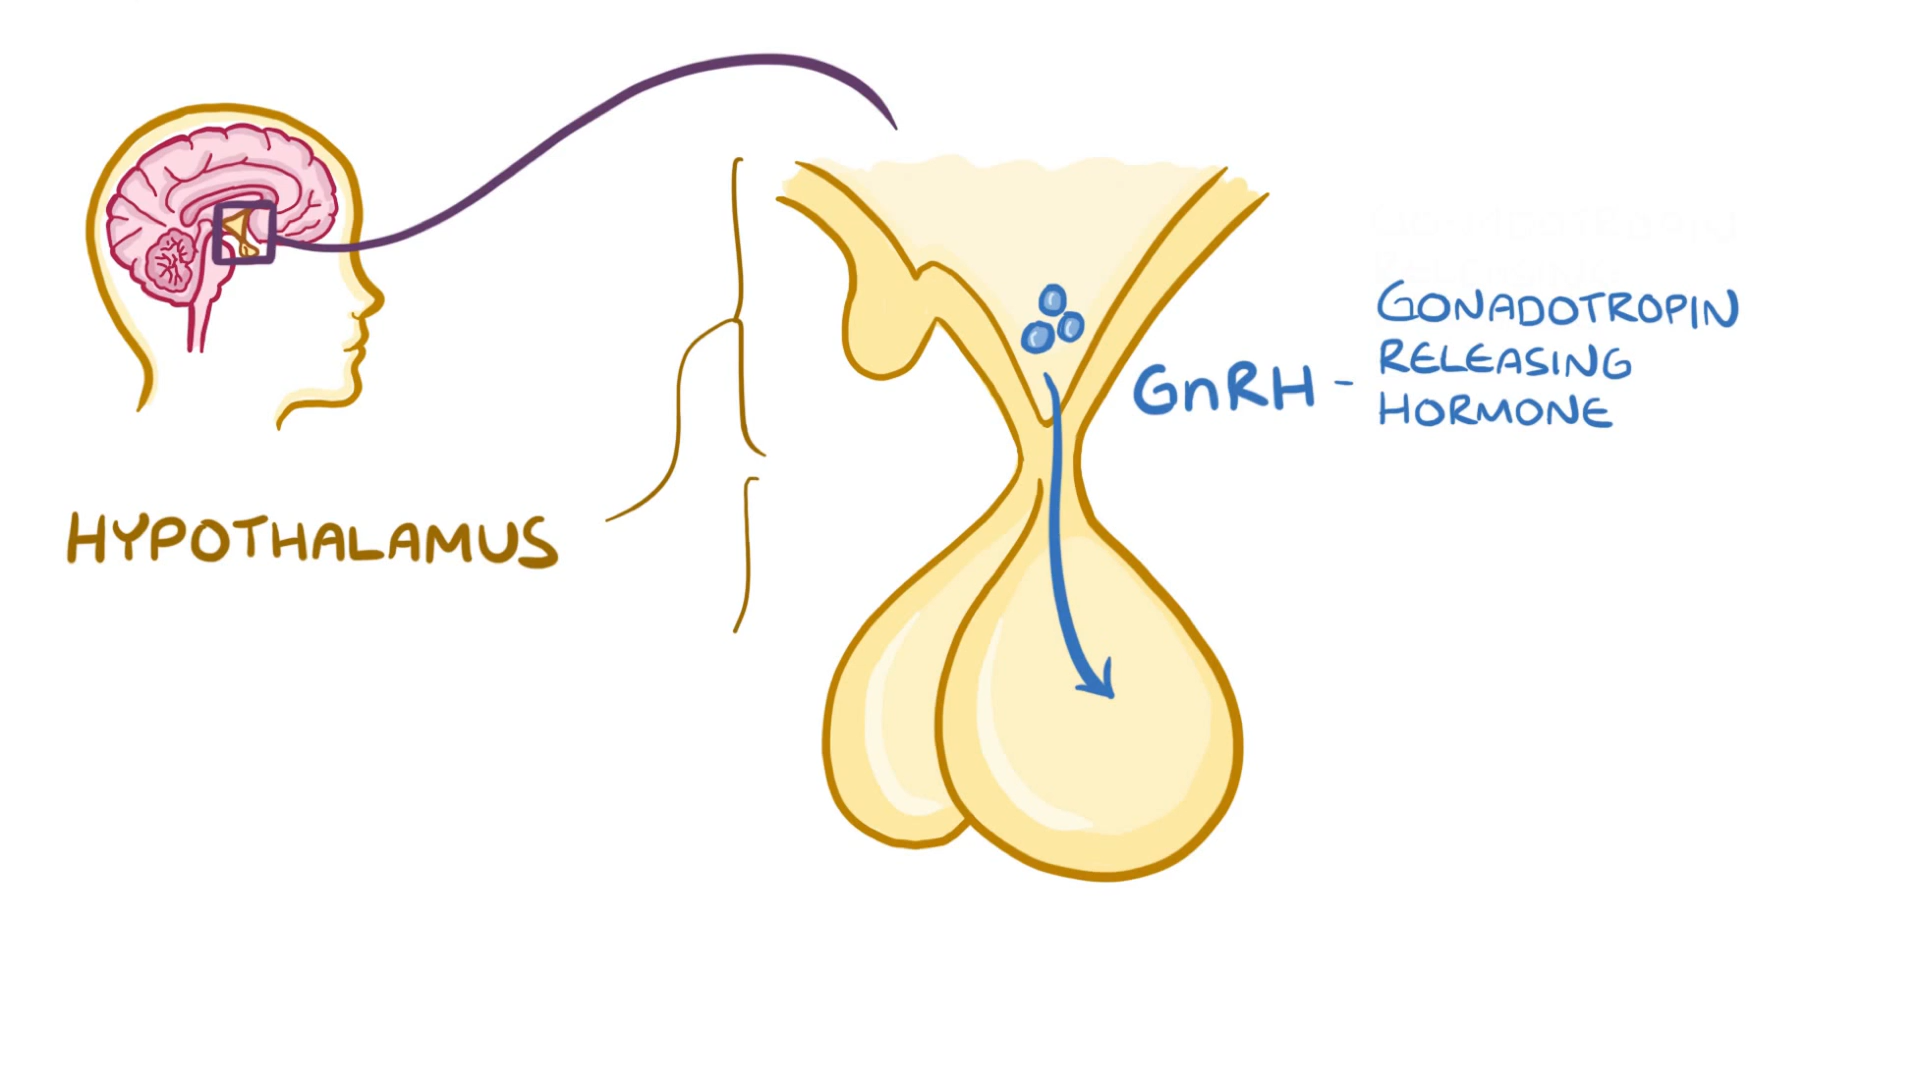 HYPOTHALAMUS
GnRH -
GONADOTROPIN
RELEASING
HORMONE